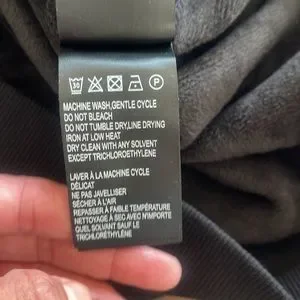 30 P
MACHINE WASH,GENTLE CYCLE
DO NOT BLEACH
DO NOT TUMBLE DRY,LINE DRYING
IRON AT LOW HEAT
DRY CLEAN WITH ANY SOLVENT
EXCEPT TRICHLOROETHYLENE
LAVER À LA MACHINE CYCLE
DÉLICAT
NE PAS JAVELLISER
SÉCHER À L'AIR
REPASSER À FAIBLE TEMPÉRATURE
NETTOYAGE À SEC AVEC N'IMPORTE
QUEL SOLVANT SAUF LE
TRICHLORÉTHYLÈNE